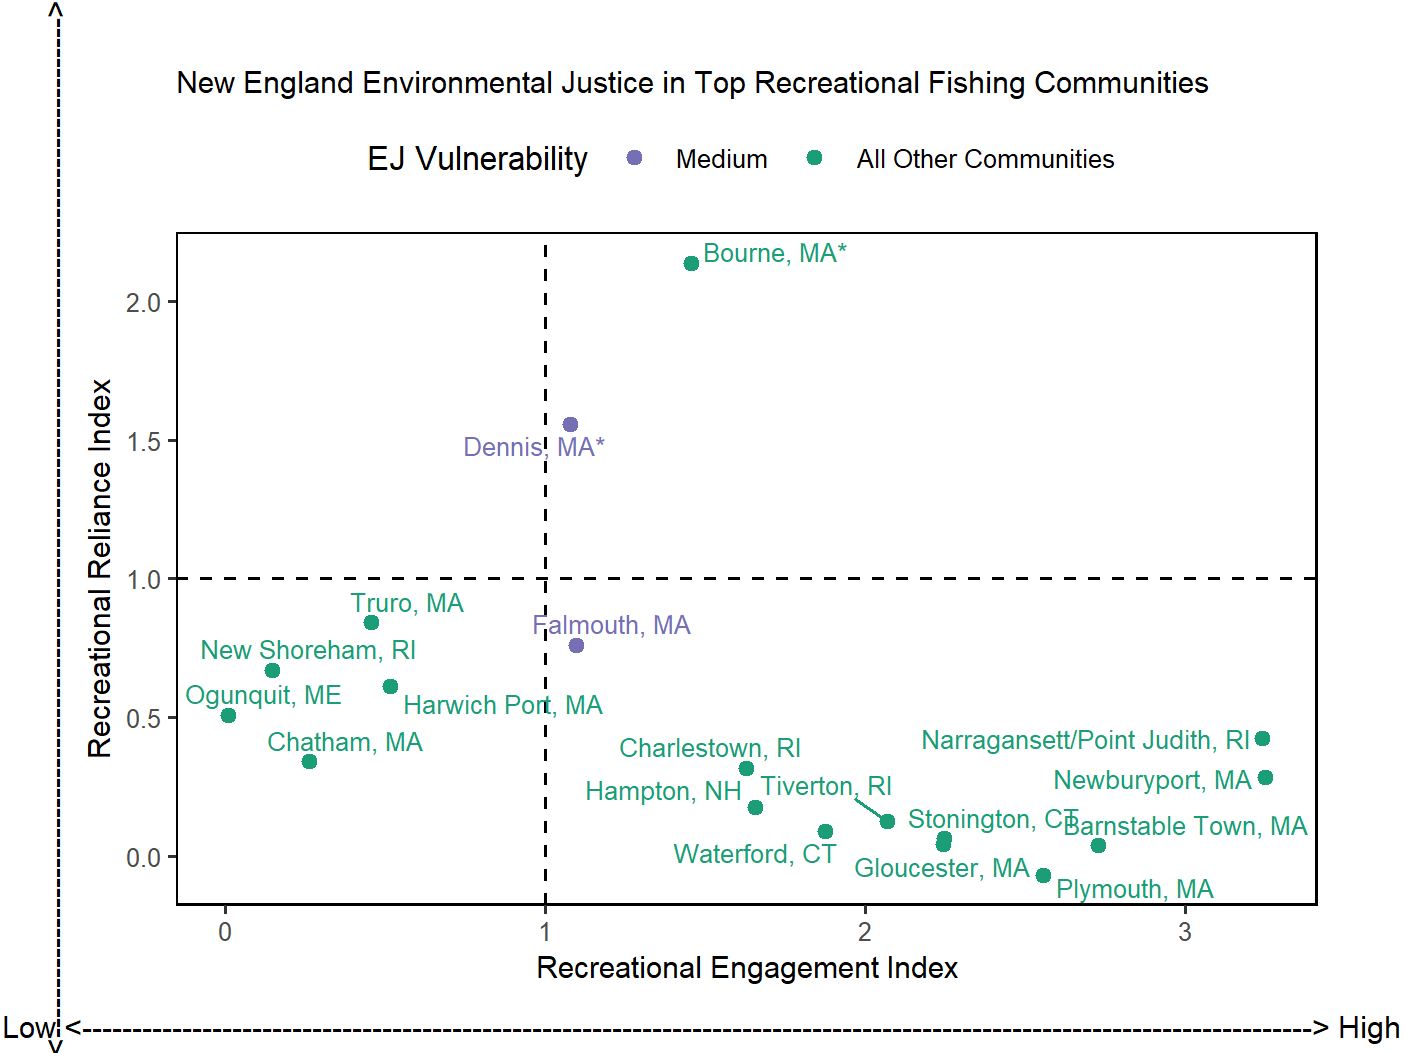 New England Environmental Justice in Top Recreational Fishing Communities
EJ Vulnerability Medium All Other Communities
Bourne, MA*
2.0
Dennis, MA*
1.5
Recreational Reliance Index
1.0
Truro, MA
Falmouth, MA
New Shoreham, RI
Ogunquit, ME
Harwich Port, MA
0.5
Chatham, MA
Charlestown, RI
Narragansett/Point Judith, RI
Newburyport, MA
Hampton, NH
Tiverton, RI
Stonington, CT
Barnstable Town, MA
Waterford, CT
0.0
Gloucester, MA
Plymouth, MA
0 1 2 3
Recreational Engagement Index
Low <----> High